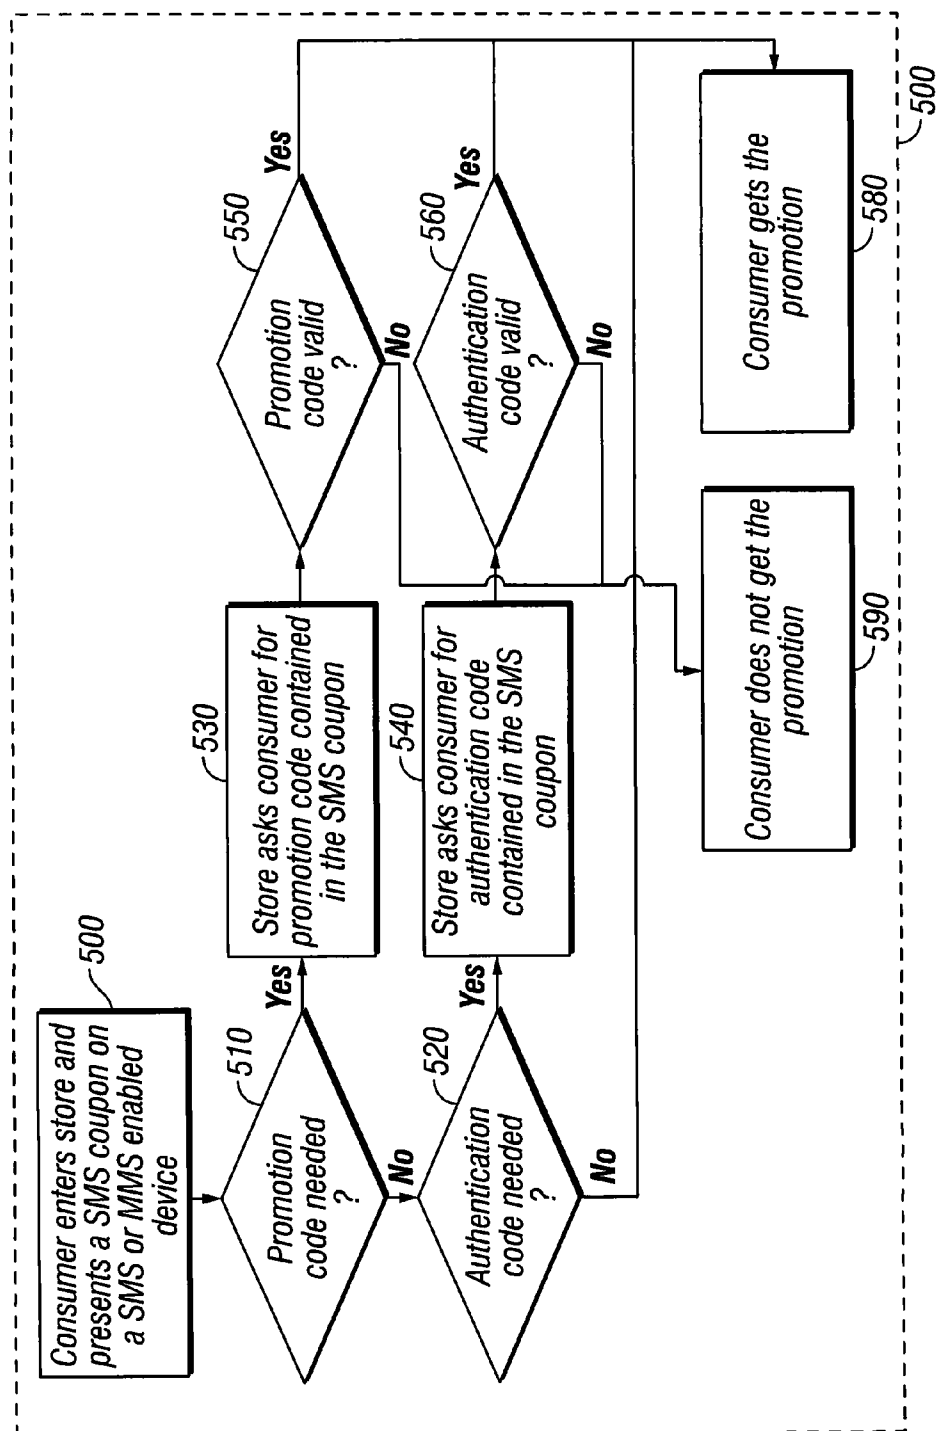 Consumer enters store and
presents a SMS coupon on
a SMS or MMS enabled
device
500
Promotion
code needed
?
510
Yes
No
Store asks consumer for
promotion code contained
in the SMS coupon
530
Promotion
code valid
?
550
Yes
No
Authentication
code needed
?
520
Yes
No
Store asks consumer for
authentication code
contained in the SMS
coupon
540
Authentication
code valid
?
560
Yes
No
Consumer does not get the
promotion
590
Consumer gets the
promotion
580
500